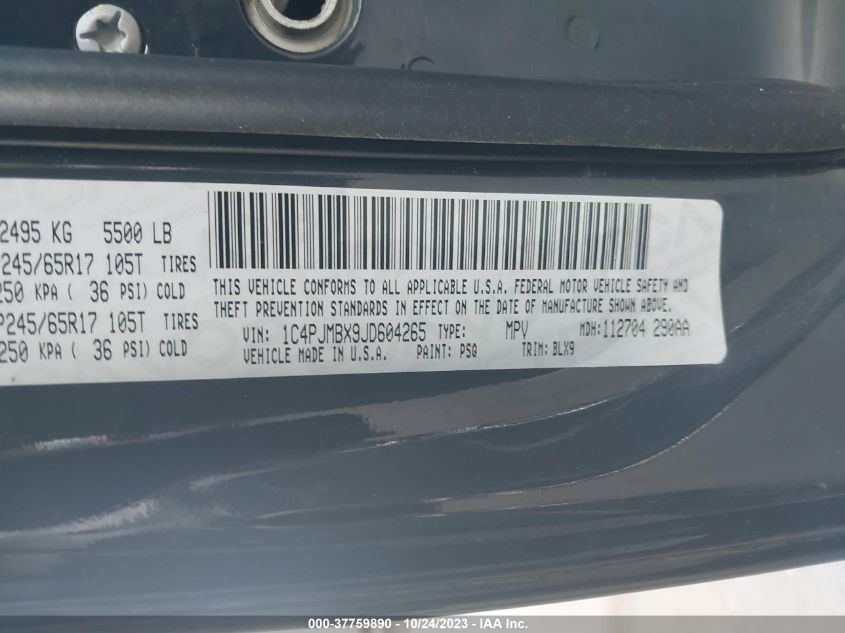 2495 KG 5500 LB
245/65R17 105T TIRES
250 KPA ( 36 PSI) COLD
P245/65R17 105T TIRES
250 KPA ( 36 PSI) COLD
THIS VEHICLE CONFORMS TO ALL APPLICABLE U.S.A. FEDERAL MOTOR VEHICLE SAFETY AND
THEFT PREVENTION STANDARDS IN EFFECT ON THE DATE OF MANUFACTURE SHOWN ABOVE.
VIN: 1C4PJMBX9JD604265 TYPE: MPV MDH:112704 290AA
VEHICLE MADE IN U.S.A. PAINT: PSQ TRIM: BLX9
000- 37759890 - 10/24/2023 - IAA Inc.